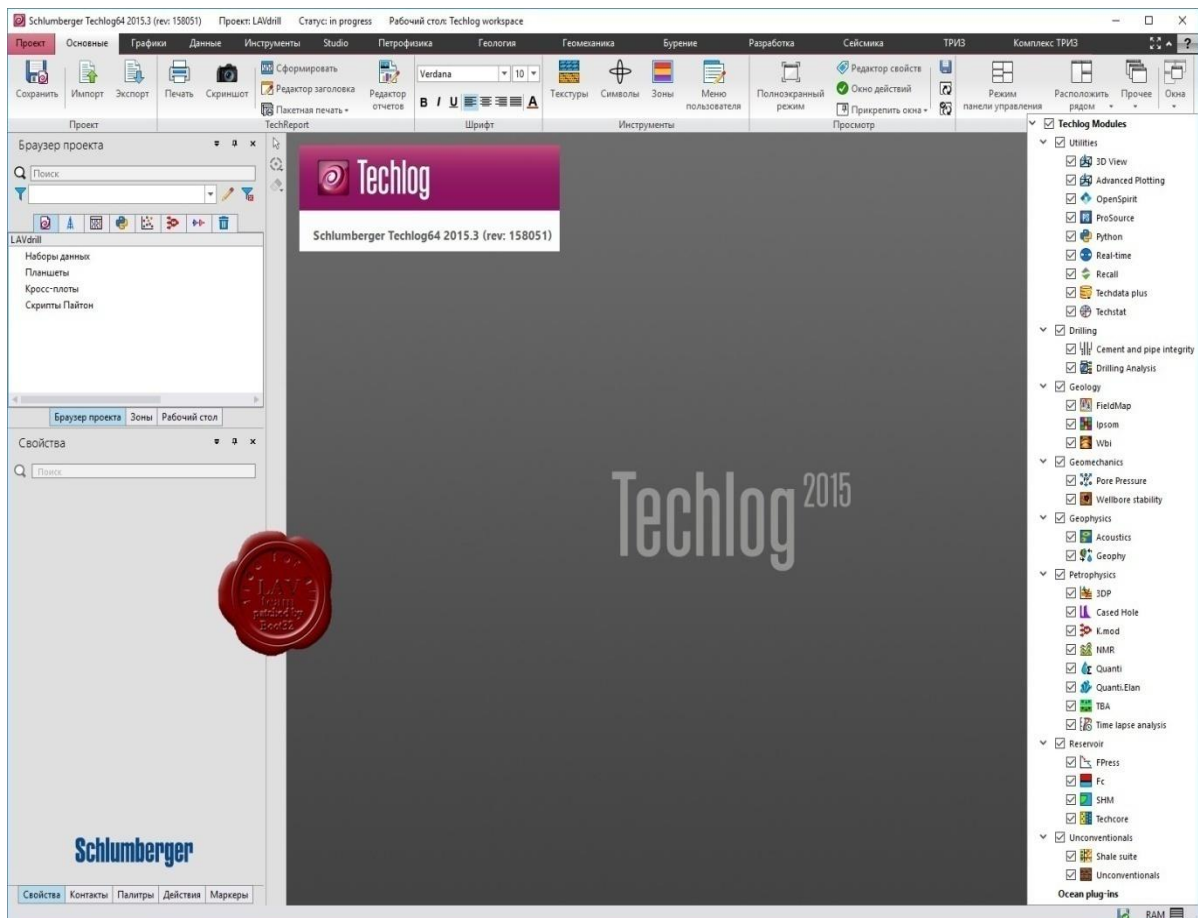 Schlumberger Techlog64 2015.3 (rev: 158051) Проект: LAVdrill Статус: in progress Рабочий стол: Techlog workspace
Проект Основные Графики Данные Инструменты Studio Петрофизика Геология Геомеханика Бурение Разработка Сейсмика ТРИЗ Комплекс ТРИЗ ?
Сохранить Импорт Экспорт
Проект
Печать Скриншот
Сформировать
Редактор заголовка
Пакетная печать
Редактор отчетов
TechReport
Verdana 10
B I U A
Шрифт
Текстуры Символы Зоны Меню пользователя
Инструменты
Полноэкранный режим
Редактор свойств
Окно действий
Прикрепить окна
Просмотр
Режим панели управления
Расположить рядом
Прочее
Окна
Браузер проекта
Поиск
LAVdrill
Наборы данных
Планшеты
Кросс-плоты
Скрипты Пайтон
Браузер проекта Зоны Рабочий стол
Свойства
Поиск
Schlumberger
Свойства Контакты Палитры Действия Маркеры
Techlog
Schlumberger Techlog64 2015.3 (rev: 158051)
Techlog 2015
LAV
team
patched by
Techlog Modules
Utilities
3D View
Advanced Plotting
OpenSpirit
ProSource
Python
Real-time
Recall
Techdata plus
Techstat
Drilling
Cement and pipe integrity
Drilling Analysis
Geology
FieldMap
Ipsom
Wbi
Geomechanics
Pore Pressure
Wellbore stability
Geophysics
Acoustics
Geophy
Petrophysics
3DP
Cased Hole
K.mod
NMR
Quanti
Quanti.Elan
TBA
Time lapse analysis
Reservoir
FPress
Fc
SHM
Techcore
Unconventionals
Shale suite
Unconventionals
Ocean plug-ins
RAM